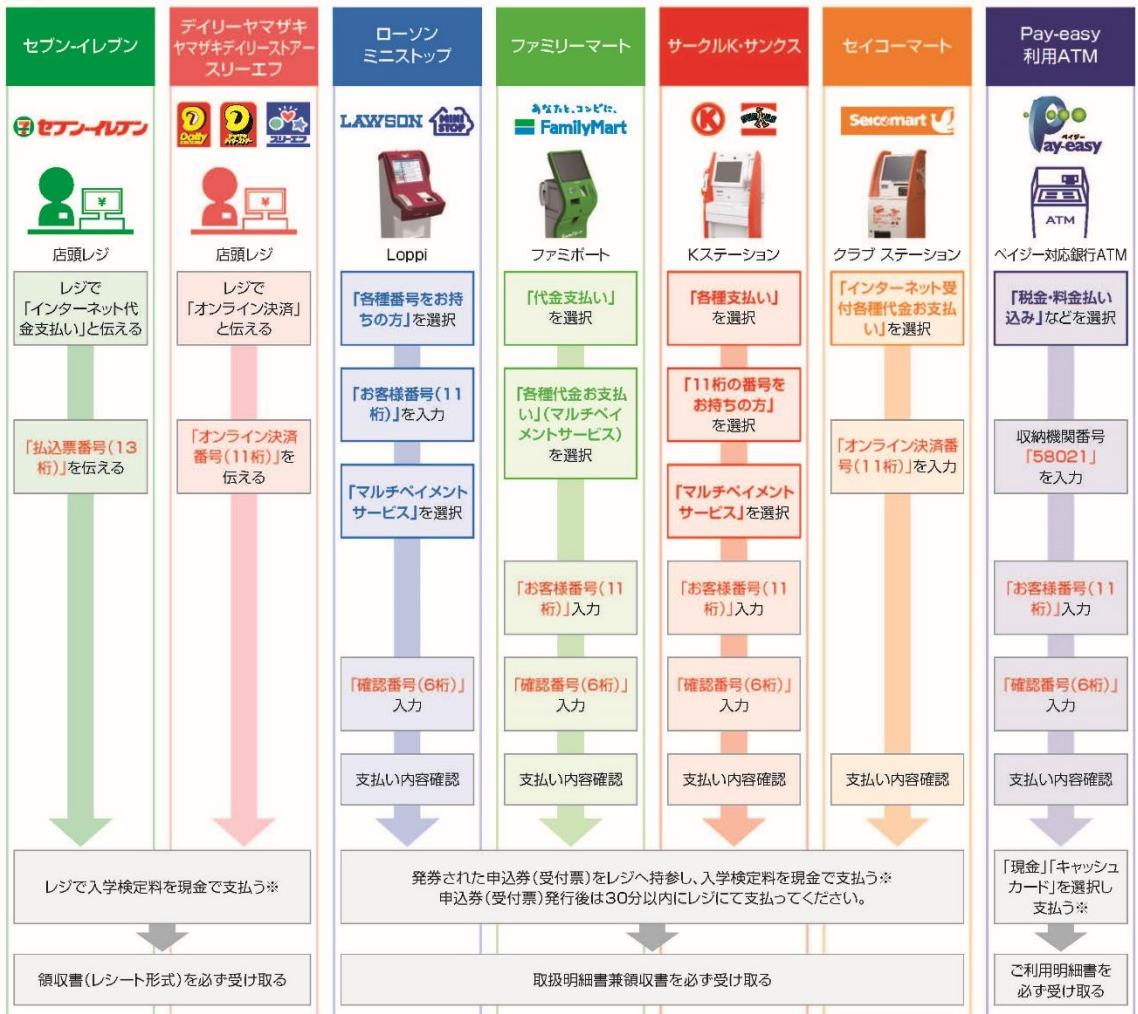 セブン-イレブン
セブン-イレブン
¥
店頭レジ
レジで
「インターネット代
金支払い」と伝える
「払込票番号(13
桁)」を伝える
デイリーヤマザキ
ヤマザキデイリーストアー
スリーエフ
Daily
スリーエフ
¥
店頭レジ
レジで
「オンライン決済」
と伝える
「オンライン決済
番号(11桁)」を
伝える
レジで入学検定料を現金で支払う※
領収書(レシート形式)を必ず受け取る
ローソン
ミニストップ
LAWSON
MINI
STOP
Loppi
「各種番号をお持
ちの方」を選択
「お客様番号(11
桁)」を入力
「マルチペイメント
サービス」を選択
「確認番号(6桁)」
入力
支払い内容確認
ファミリーマート
あなたと、コンビに、
FamilyMart
ファミポート
「代金支払い」
を選択
「各種代金お支払
い」(マルチペイ
メントサービス)
を選択
「お客様番号(11
桁)」入力
「確認番号(6桁)」
入力
支払い内容確認
サークルK・サンクス
K
Kステーション
「各種支払い」
を選択
「11桁の番号を
お持ちの方」
を選択
「マルチペイメント
サービス」を選択
「お客様番号(11
桁)」入力
「確認番号(6桁)」
入力
支払い内容確認
セイコーマート
Seicomart
クラブ ステーション
「インターネット受
付各種代金お支払
い」を選択
「オンライン決済番
号(11桁)」を入力
支払い内容確認
発券された申込券(受付票)をレジへ持参し、入学検定料を現金で支払う※
申込券(受付票)発行後は30分以内にレジにて支払ってください。
取扱明細書兼領収書を必ず受け取る
Pay-easy
利用ATM
ペイジー
Pay-easy
ATM
ペイジー対応銀行ATM
「税金・料金払い
込み」などを選択
収納機関番号
「58021」
を入力
「お客様番号(11
桁)」入力
「確認番号(6桁)」
入力
支払い内容確認
「現金」「キャッシュ
カード」を選択し
支払う※
ご利用明細書を
必ず受け取る